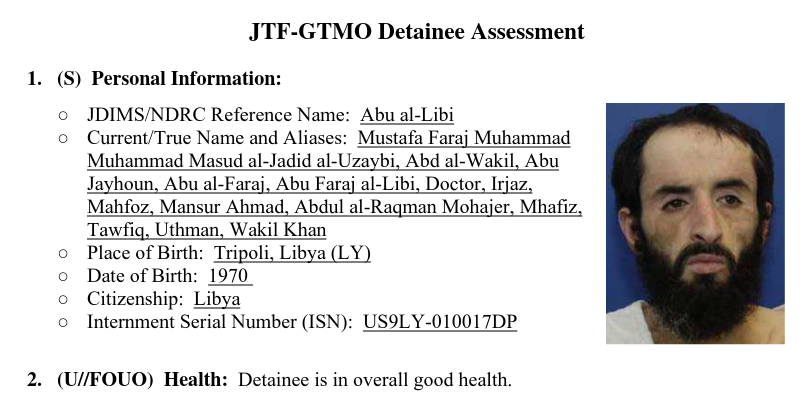 JTF-GTMO Detainee Assessment
1. (S) Personal Information:
○ JDIMS/NDRC Reference Name: Abu al-Libi
○ Current/True Name and Aliases: Mustafa Faraj Muhammad
Muhammad Masud al-Jadid al-Uzaybi, Abd al-Wakil, Abu
Jayhoun, Abu al-Faraj, Abu Faraj al-Libi, Doctor, Irjaz,
Mahfoz, Mansur Ahmad, Abdul al-Raqman Mohajer, Mhafiz,
Tawfiq, Uthman, Wakil Khan
○ Place of Birth: Tripoli, Libya (LY)
○ Date of Birth: 1970
○ Citizenship: Libya
○ Internment Serial Number (ISN): US9LY-010017DP
2. (U//FOUO) Health: Detainee is in overall good health.